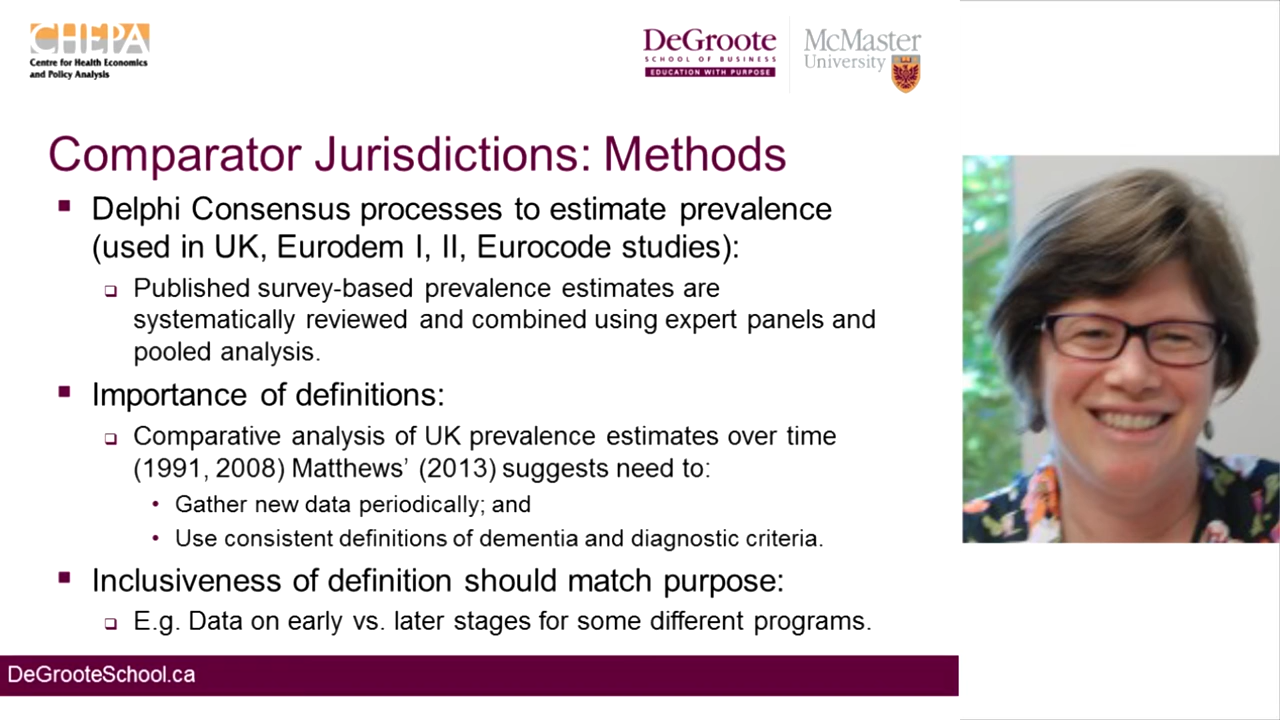 CHEPA
Centre for Health Economics
and Policy Analysis
DeGroote
SCHOOL OF BUSINESS
EDUCATION WITH PURPOSE
McMaster
University
Comparator Jurisdictions: Methods
Delphi Consensus processes to estimate prevalence
(used in UK, Eurodem I, II, Eurocode studies):
Published survey-based prevalence estimates are
systematically reviewed and combined using expert panels and
pooled analysis.
Importance of definitions:
Comparative analysis of UK prevalence estimates over time
(1991, 2008) Matthews’ (2013) suggests need to:
Gather new data periodically; and
Use consistent definitions of dementia and diagnostic criteria.
Inclusiveness of definition should match purpose:
E.g. Data on early vs. later stages for some different programs.
DeGrooteSchool.ca